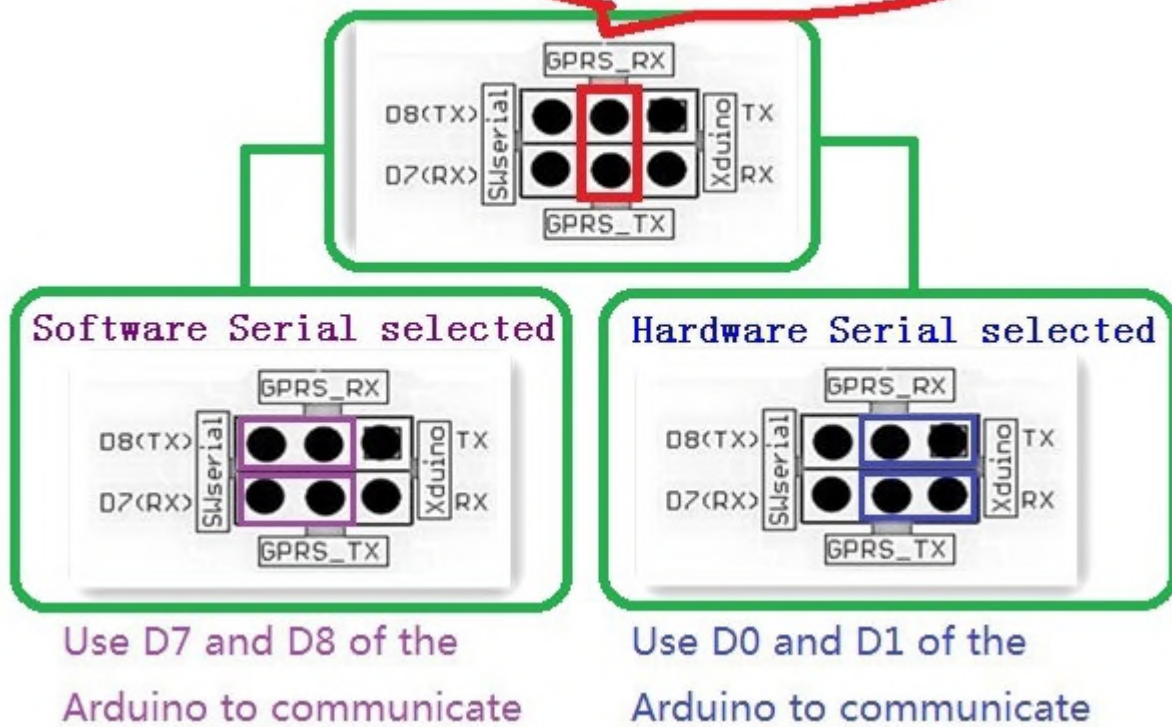 GPRS_RX
D8(TX) SWserial Xduino TX
D7(RX) RX
GPRS_TX
Software Serial selected
GPRS_RX
D8(TX) SWserial Xduino TX
D7(RX) RX
GPRS_TX
Use D7 and D8 of the
Arduino to communicate
Hardware Serial selected
GPRS_RX
D8(TX) SWserial Xduino TX
D7(RX) RX
GPRS_TX
Use D0 and D1 of the
Arduino to communicate